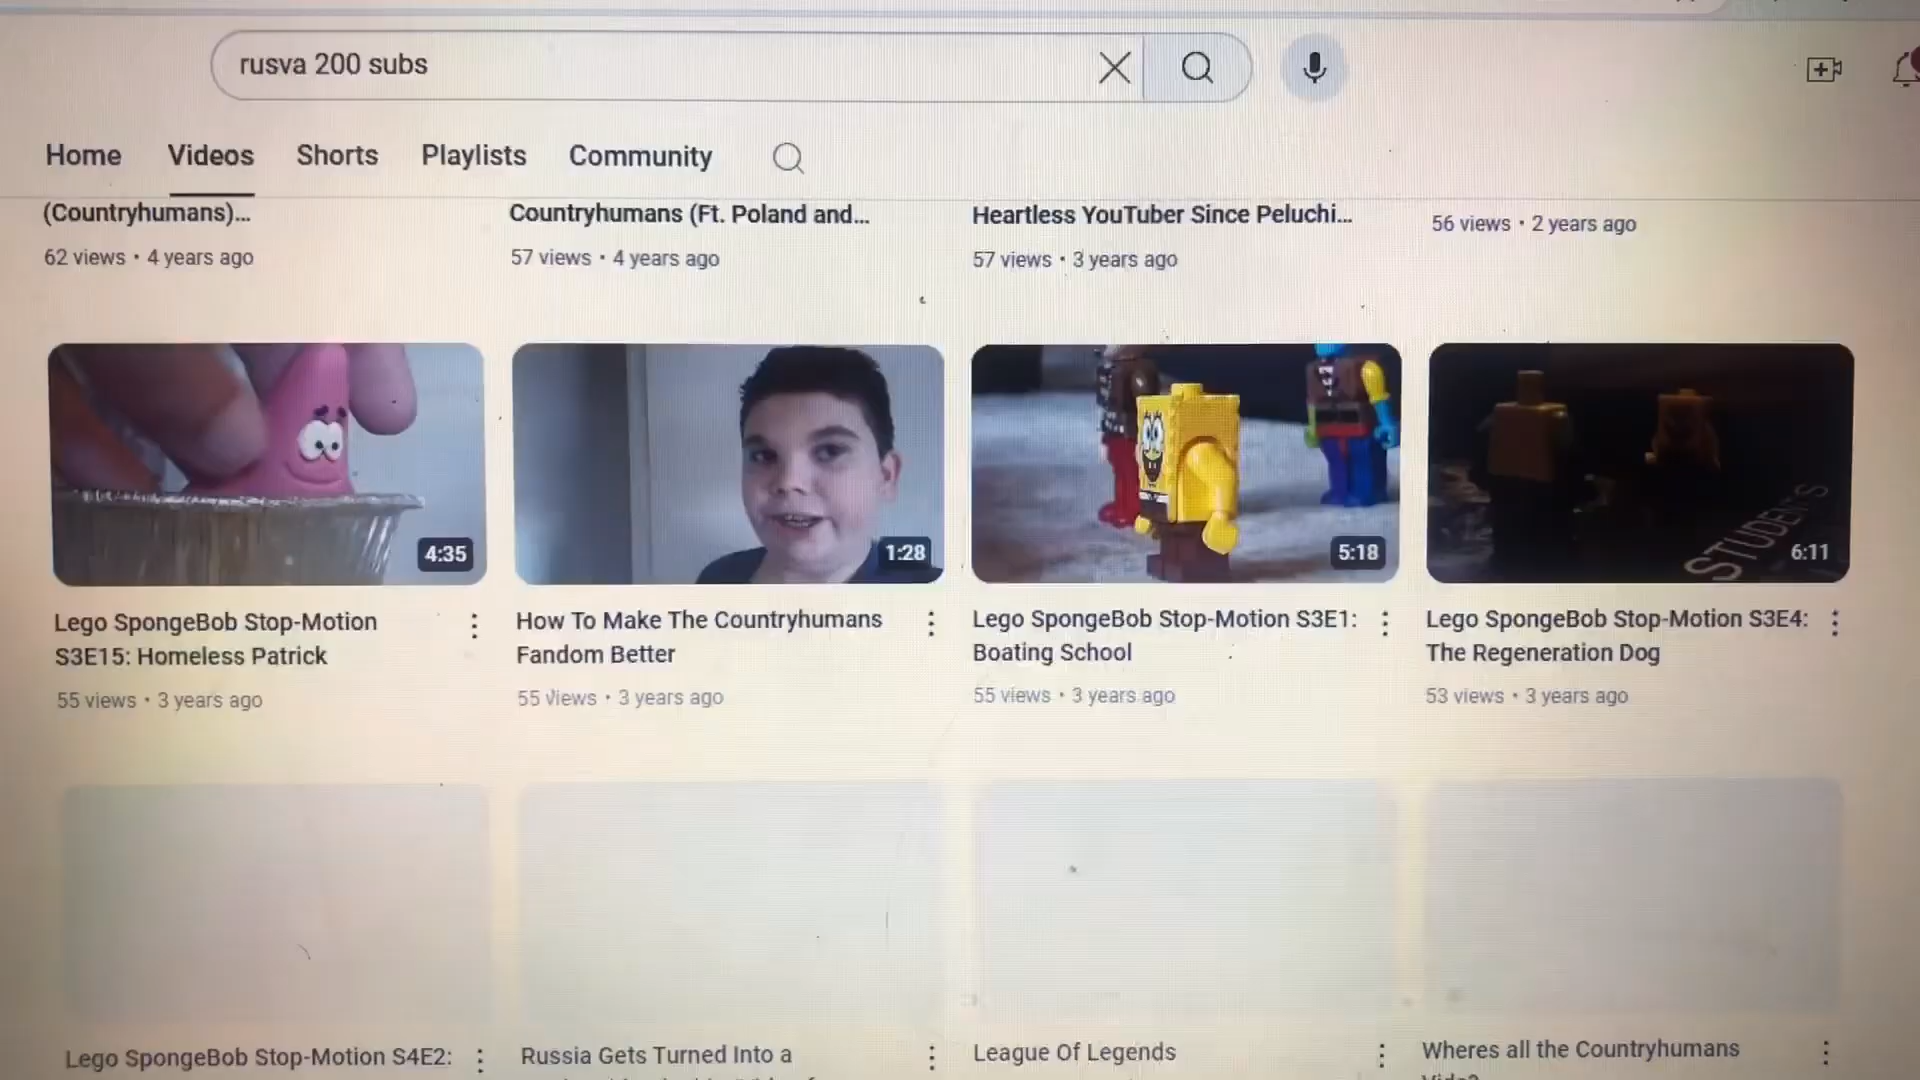 rusva 200 subs
Home Videos Shorts Playlists Community
(Countryhumans)...
62 views • 4 years ago
Countryhumans (Ft. Poland and...
57 views • 4 years ago
Heartless YouTuber Since Peluchi...
57 views • 3 years ago
56 views • 2 years ago
4:35
1:28
5:18
STUDENTS
6:11
Lego SpongeBob Stop-Motion
S3E15: Homeless Patrick
55 views • 3 years ago
How To Make The Countryhumans
Fandom Better
55 views • 3 years ago
Lego SpongeBob Stop-Motion S3E1:
Boating School
55 views • 3 years ago
Lego SpongeBob Stop-Motion S3E4:
The Regeneration Dog
53 views • 3 years ago
Lego SpongeBob Stop-Motion S4E2:
Russia Gets Turned Into a
League Of Legends
Wheres all the Countryhumans